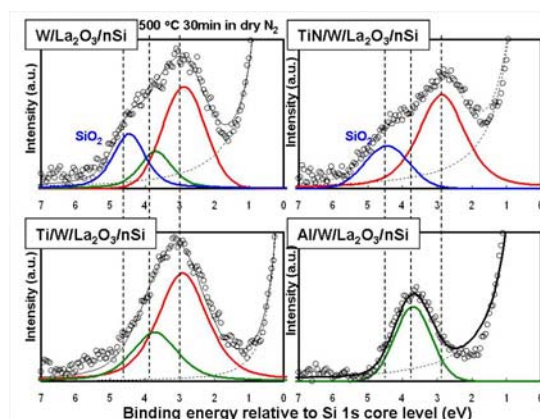 W/La₂O₃/nSi
500 ºC 30min in dry N₂
TiN/W/La₂O₃/nSi
Intensity (a.u.)
SiO₂
Intensity (a.u.)
SiO₂
7 6 5 4 3 2 1 0
7 6 5 4 3 2 1 0
Ti/W/La₂O₃/nSi
Al/W/La₂O₃/nSi
Intensity (a.u.)
Intensity (a.u.)
7 6 5 4 3 2 1 0
7 6 5 4 3 2 1 0
Binding energy relative to Si 1s core level (eV)